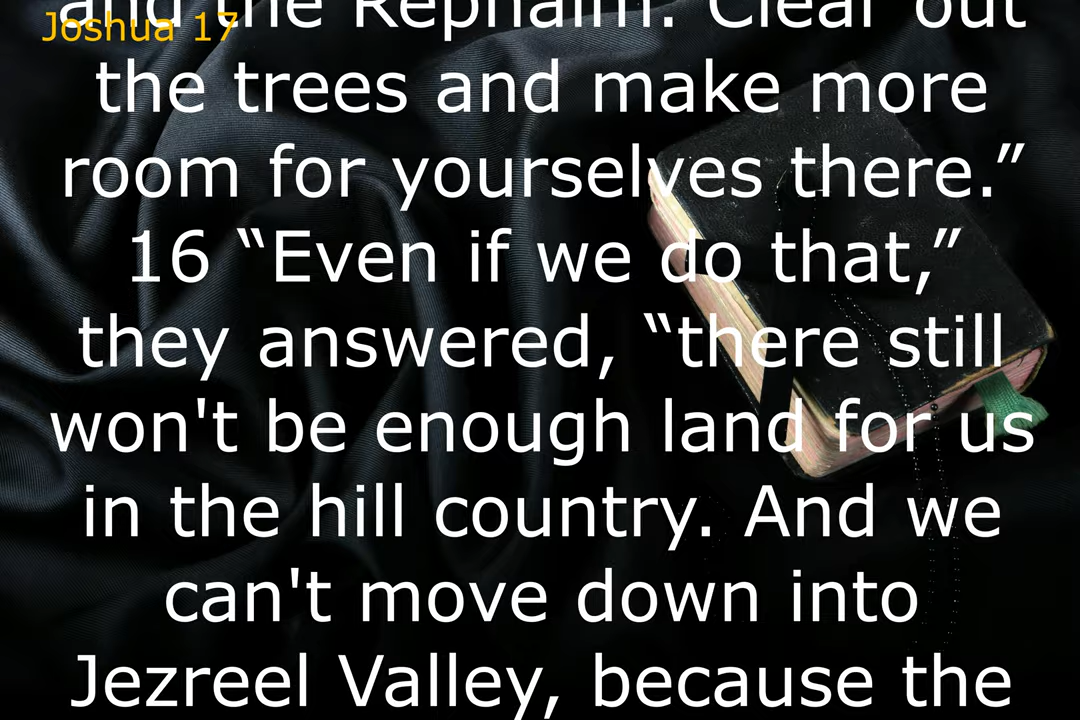 and the Rephaim. Clear out
Joshua 17
the trees and make more
room for yourselves there.”
16 “Even if we do that,”
they answered, “there still
won't be enough land for us
in the hill country. And we
can't move down into
Jezreel Valley, because the